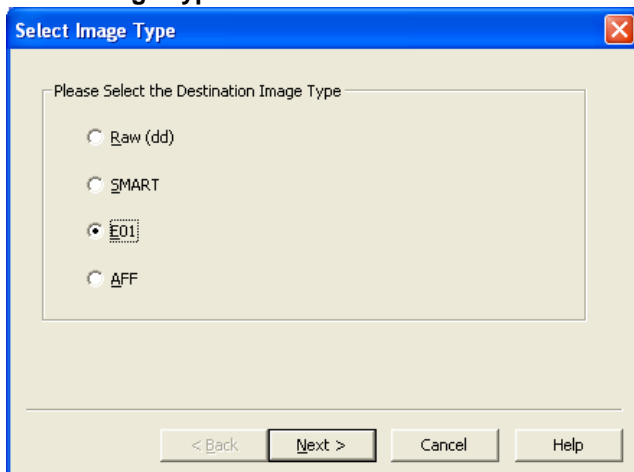 Select Image Type
Please Select the Destination Image Type
Raw (dd)
SMART
E01
AFF
< Back Next > Cancel Help